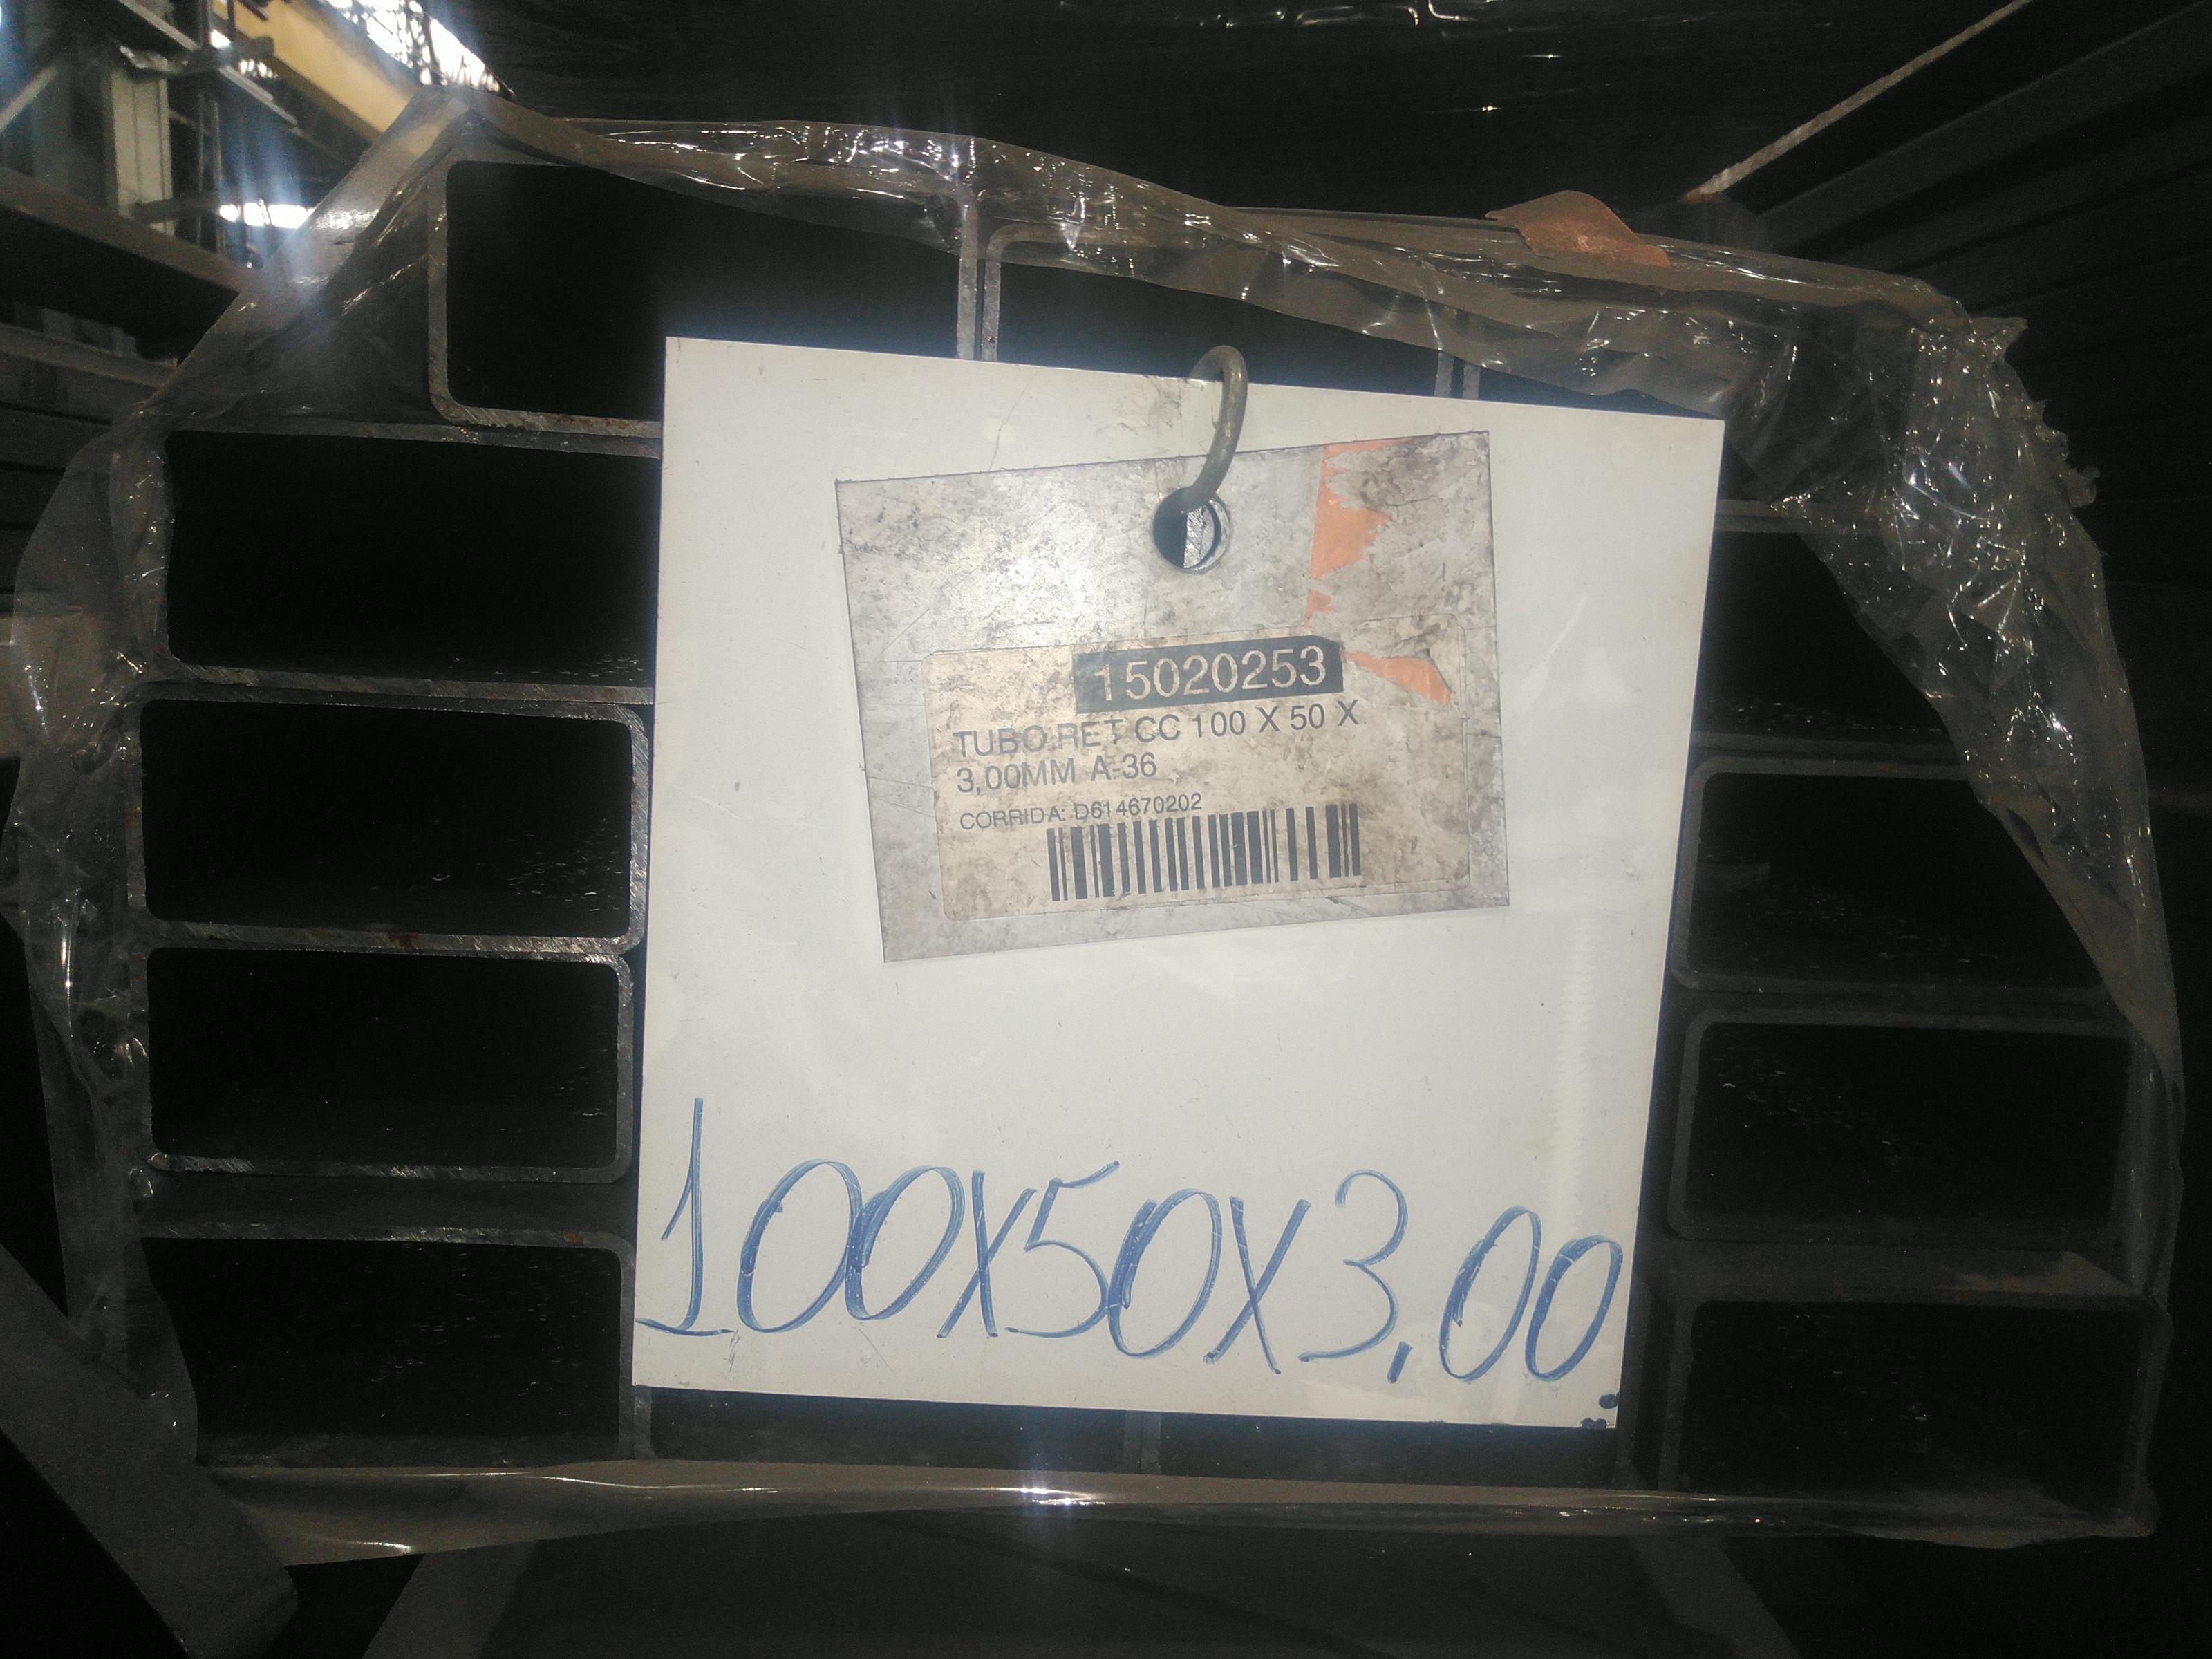 15020253
TUBO.RET CC 100 X 50 X
3,00MM A-36
CORRIDA: D614670202
100X50X3,00